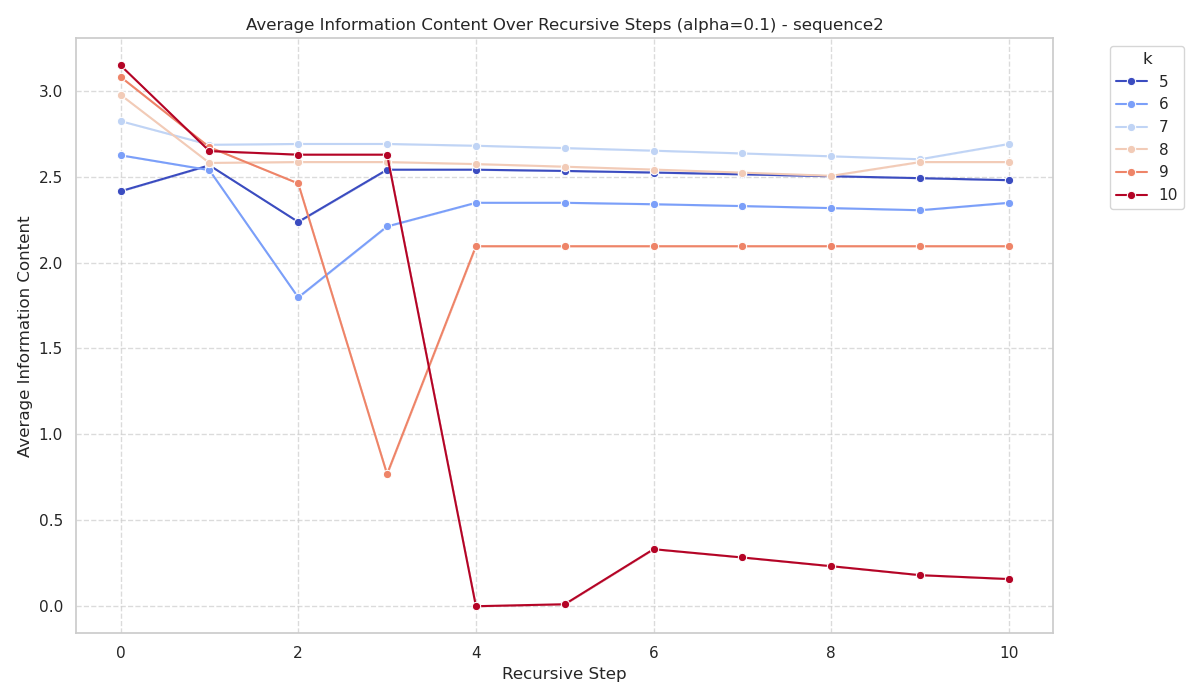 Average Information Content Over Recursive Steps (alpha=0.1) - sequence2
k
5
6
7
8
9
10
Average Information Content
3.0
2.5
2.0
1.5
1.0
0.5
0.0
0 2 4 6 8 10
Recursive Step